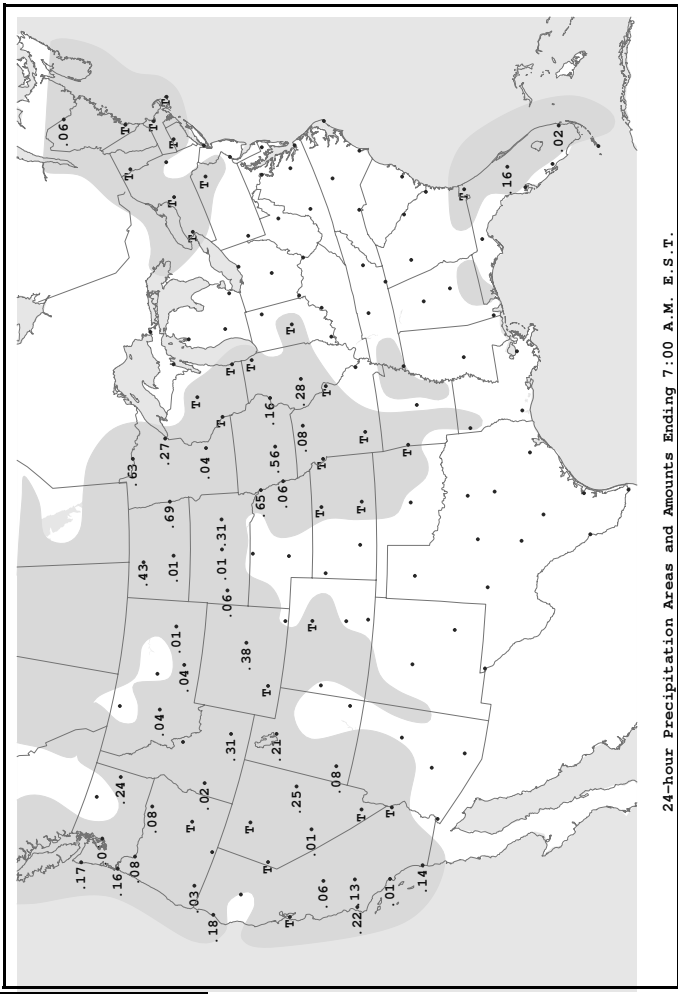 .06
.17
.16
.24
T
T
.63
.08
.43
.08
T
.04
.27
T
.69
.01
T
T
.01
.04
T
T
.03
T
.02
.04
T
.18
.31
.01
T
.06
.31
T
.38
T
T
.65
T
T
.16
.56
.21
.06
T
T
.25
.28
.08
.01
T
T
T
.06
T
.08
.13
.22
T
T
T
.01
T
T
.14
T
.16
.02
24-hour Precipitation Areas and Amounts Ending 7:00 A.M. E.S.T.